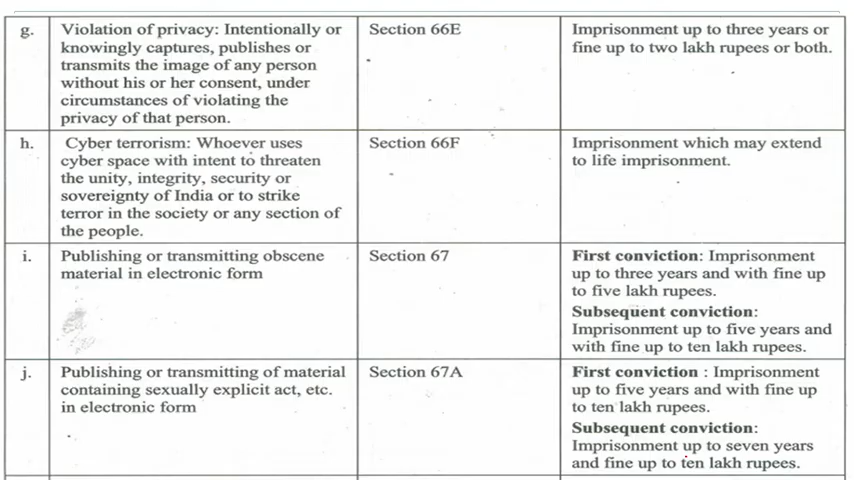 g.
Violation of privacy: Intentionally or
knowingly captures, publishes or
transmits the image of any person
without his or her consent, under
circumstances of violating the
privacy of that person.
Section 66E
Imprisonment up to three years or
fine up to two lakh rupees or both.
h.
Cyber terrorism: Whoever uses
cyber space with intent to threaten
the unity, integrity, security or
sovereignty of India or to strike
terror in the society or any section of
the people.
Section 66F
Imprisonment which may extend
to life imprisonment.
i.
Publishing or transmitting obscene
material in electronic form
Section 67
First conviction: Imprisonment
up to three years and with fine up
to five lakh rupees.
Subsequent conviction:
Imprisonment up to five years and
with fine up to ten lakh rupees.
j.
Publishing or transmitting of material
containing sexually explicit act, etc.
in electronic form
Section 67A
First conviction : Imprisonment
up to five years and with fine up
to ten lakh rupees.
Subsequent conviction:
Imprisonment up to seven years
and fine up to ten lakh rupees.